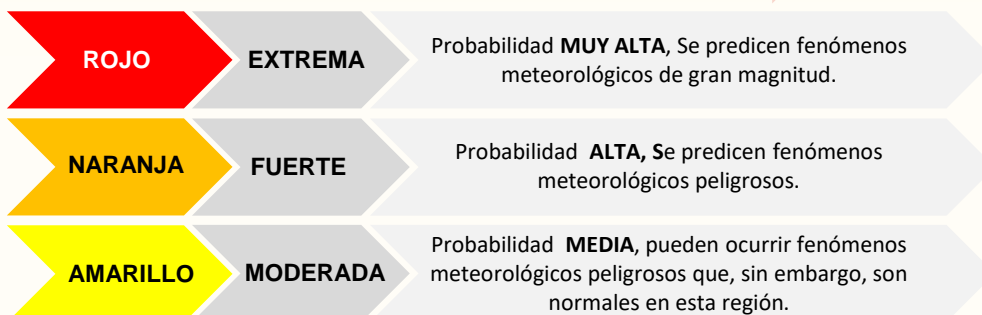 ROJO
EXTREMA
Probabilidad MUY ALTA, Se predicen fenómenos
meteorológicos de gran magnitud.
NARANJA
FUERTE
Probabilidad ALTA, Se predicen fenómenos
meteorológicos peligrosos.
AMARILLO
MODERADA
Probabilidad MEDIA, pueden ocurrir fenómenos
meteorológicos peligrosos que, sin embargo, son
normales en esta región.